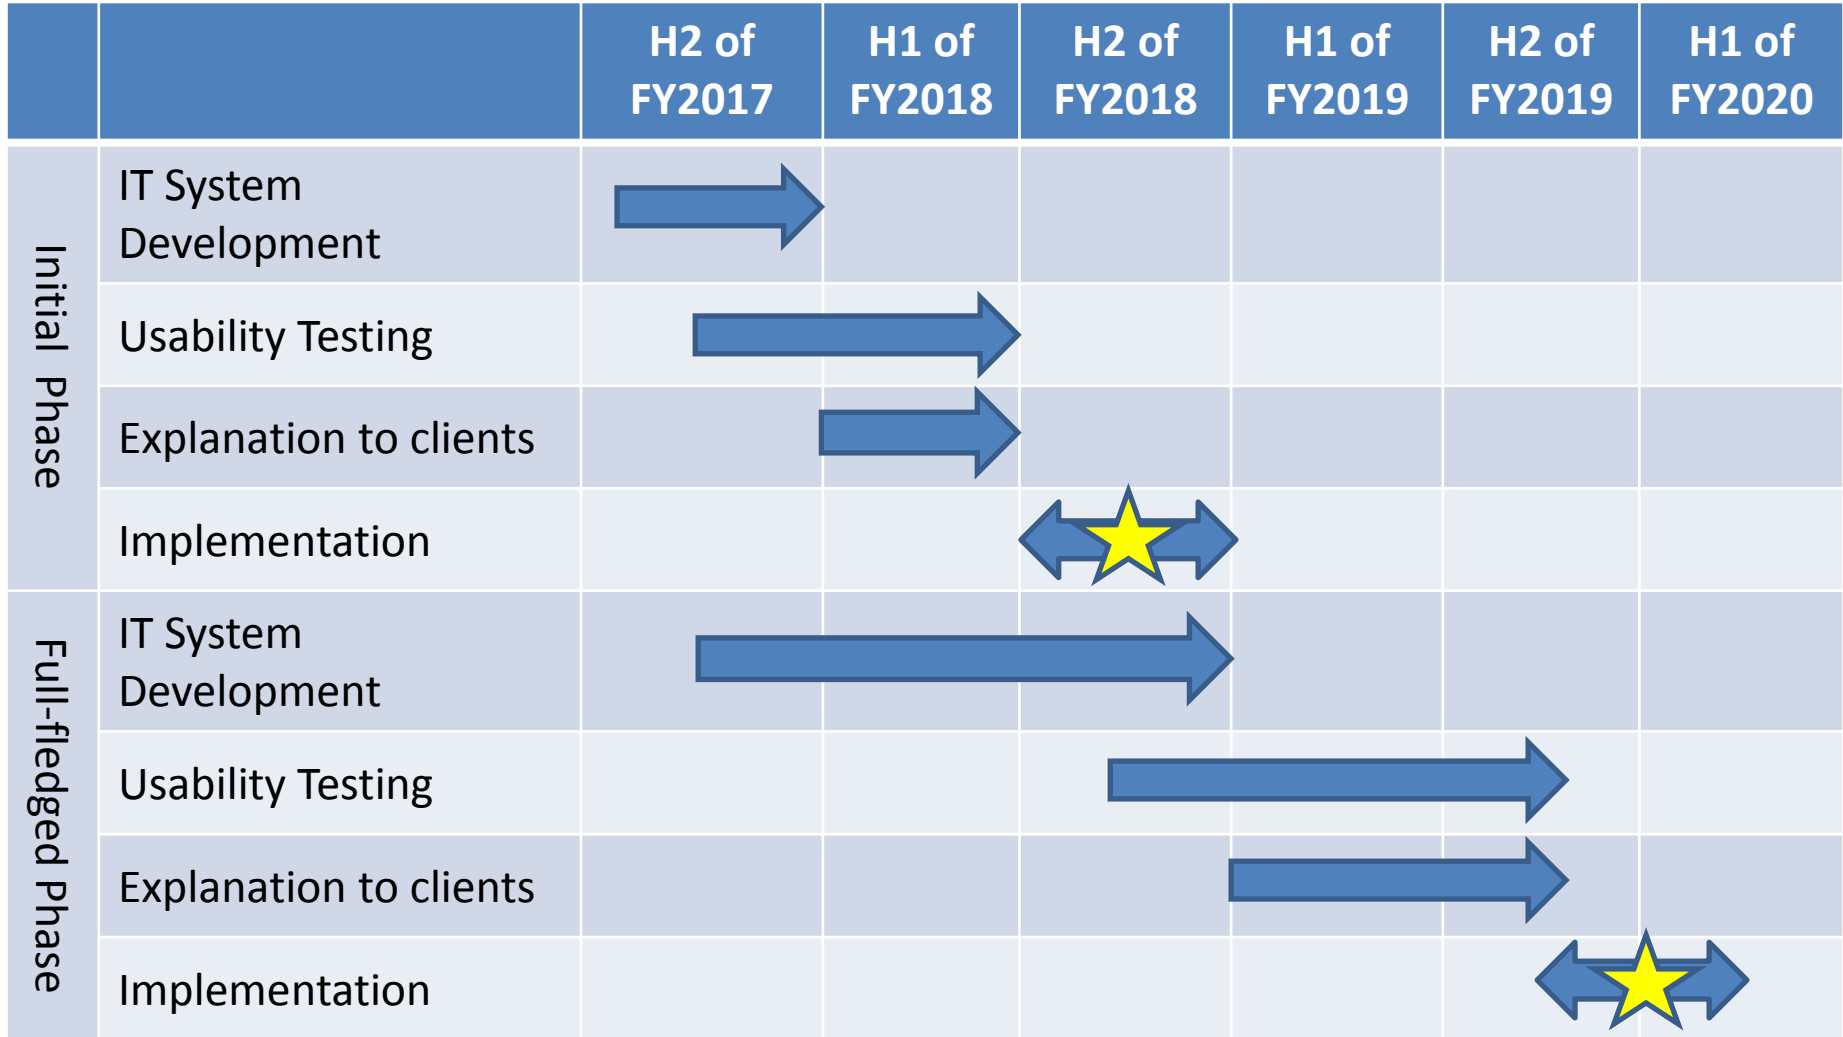 H2 of
FY2017
H1 of
FY2018
H2 of
FY2018
H1 of
FY2019
H2 of
FY2019
H1 of
FY2020
Initial Phase
IT System
Development
Usability Testing
Explanation to clients
Implementation
Full-fledged Phase
IT System
Development
Usability Testing
Explanation to clients
Implementation